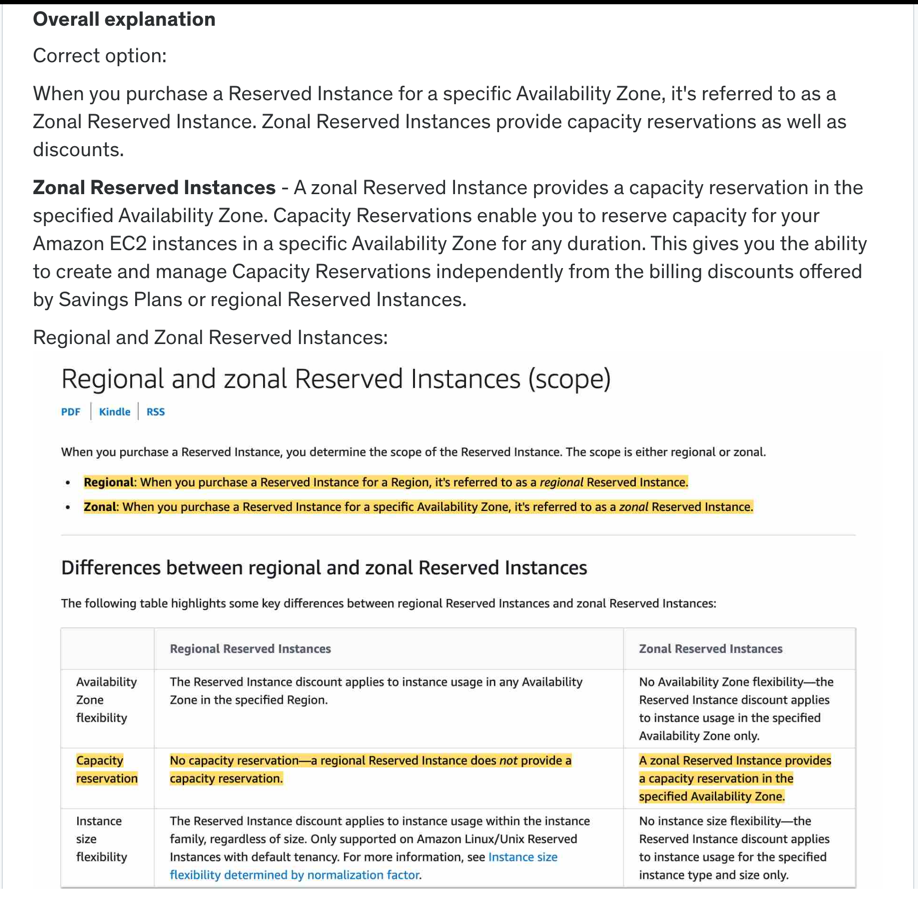 Overall explanation
Correct option:
When you purchase a Reserved Instance for a specific Availability Zone, it's referred to as a
Zonal Reserved Instance. Zonal Reserved Instances provide capacity reservations as well as
discounts.
Zonal Reserved Instances - A zonal Reserved Instance provides a capacity reservation in the
specified Availability Zone. Capacity Reservations enable you to reserve capacity for your
Amazon EC2 instances in a specific Availability Zone for any duration. This gives you the ability
to create and manage Capacity Reservations independently from the billing discounts offered
by Savings Plans or regional Reserved Instances.
Regional and Zonal Reserved Instances:
Regional and zonal Reserved Instances (scope)
PDF | Kindle | RSS
When you purchase a Reserved Instance, you determine the scope of the Reserved Instance. The scope is either regional or zonal.
• Regional: When you purchase a Reserved Instance for a Region, it's referred to as a regional Reserved Instance.
• Zonal: When you purchase a Reserved Instance for a specific Availability Zone, it's referred to as a zonal Reserved Instance.
Differences between regional and zonal Reserved Instances
The following table highlights some key differences between regional Reserved Instances and zonal Reserved Instances:
Regional Reserved Instances
Zonal Reserved Instances
Availability
Zone
flexibility
The Reserved Instance discount applies to instance usage in any Availability
Zone in the specified Region.
No Availability Zone flexibility—the
Reserved Instance discount applies
to instance usage in the specified
Availability Zone only.
Capacity
reservation
No capacity reservation—a regional Reserved Instance does not provide a
capacity reservation.
A zonal Reserved Instance provides
a capacity reservation in the
specified Availability Zone.
Instance
size
flexibility
The Reserved Instance discount applies to instance usage within the instance
family, regardless of size. Only supported on Amazon Linux/Unix Reserved
Instances with default tenancy. For more information, see Instance size
flexibility determined by normalization factor.
No instance size flexibility—the
Reserved Instance discount applies
to instance usage for the specified
instance type and size only.